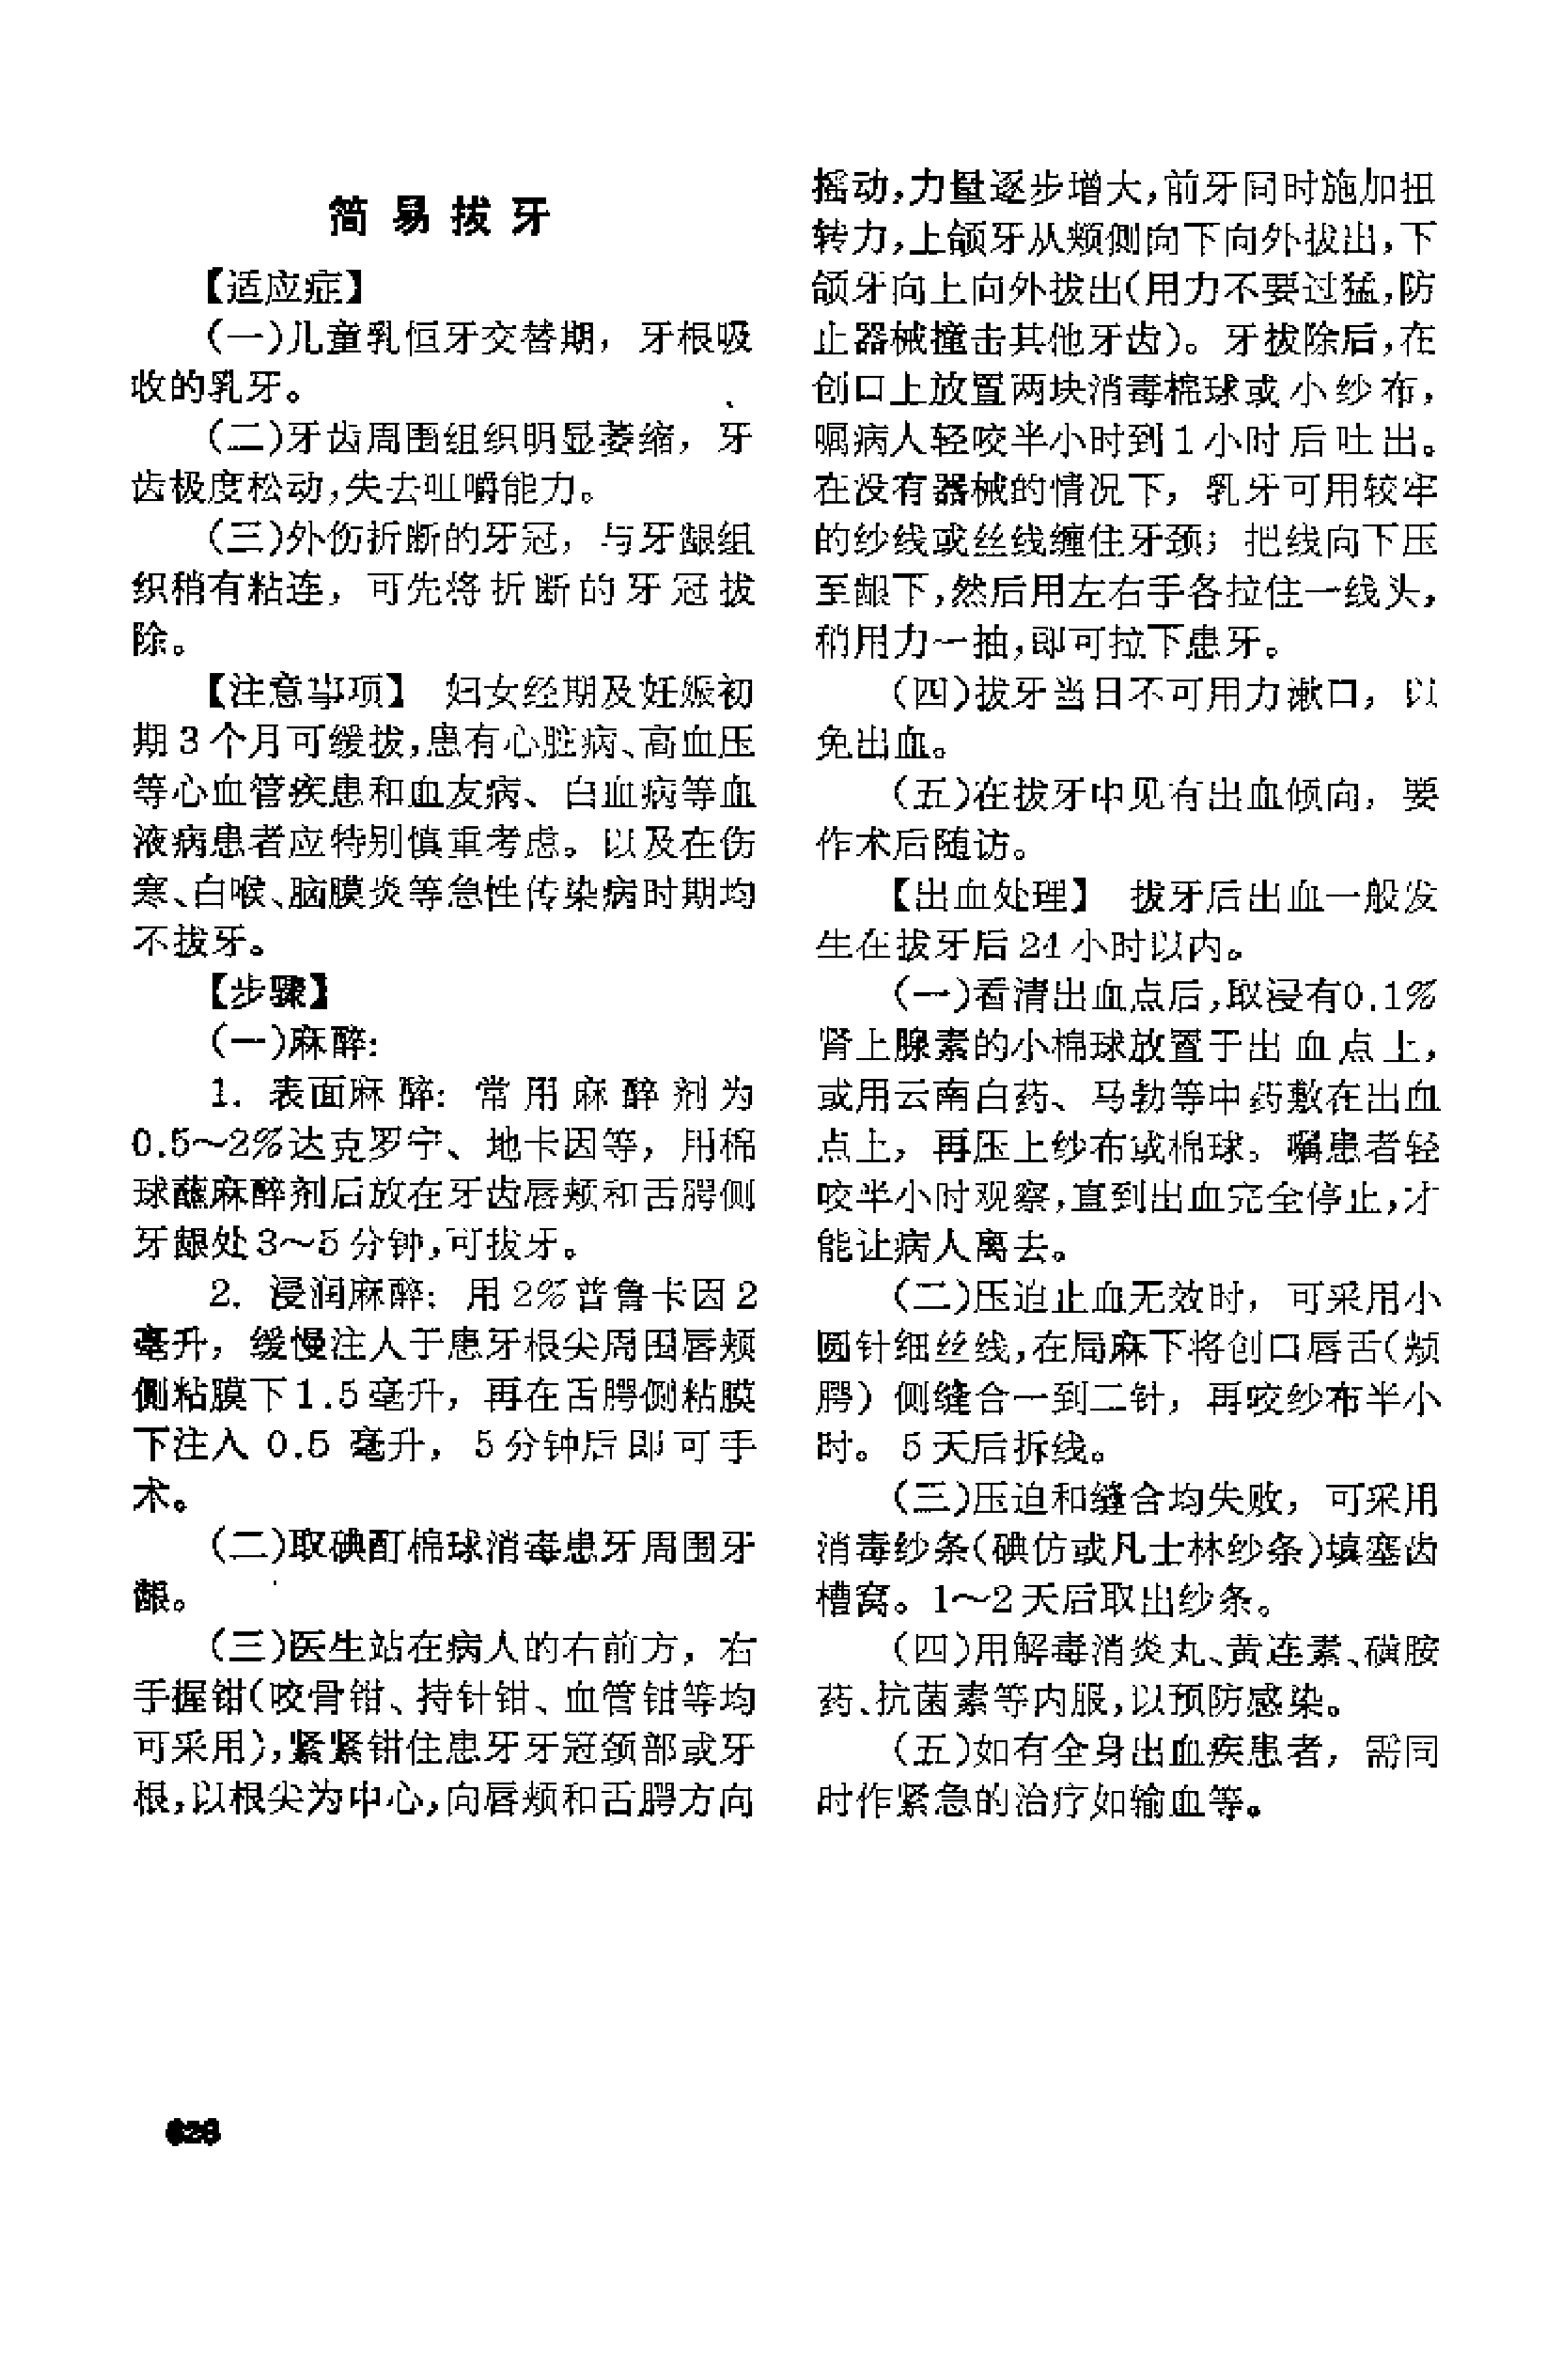 简易拔牙
【适应症】
(一)儿童乳恒牙交替期，牙根吸
收的乳牙。
(二)牙齿周围组织明显萎缩，牙
齿极度松动,失去咀嚼能力。
(三)外伤折断的牙冠，与牙龈组
织稍有粘连，可先将折断的牙冠拔
除。
【注意事项】 妇女经期及妊娠初
期3个月可缓拔,患有心脏病、高血压
等心血管疾患和血友病、白血病等血
液病患者应特别慎重考虑。以及在伤
寒、白喉、脑膜炎等急性传染病时期均
不拔牙。
【步骤】
(一)麻醉:
1. 表面麻醉: 常用麻醉剂为
0.5～2%达克罗宁、地卡因等，用棉
球蘸麻醉剂后放在牙齿唇颊和舌腭侧
牙龈处3～5分钟,可拔牙。
2. 浸润麻醉: 用2%普鲁卡因2
毫升，缓慢注入于患牙根尖周围唇颊
侧粘膜下1.5毫升，再在舌腭侧粘膜
下注入0.5毫升，5分钟后即可手
术。
(二)取碘酊棉球消毒患牙周围牙
龈。
(三)医生站在病人的右前方，右
手握钳(咬骨钳、持针钳、血管钳等均
可采用),紧紧钳住患牙牙冠颈部或牙
根,以根尖为中心,向唇颊和舌腭方向
摇动,力量逐步增大,前牙同时施加扭
转力,上颌牙从颊侧向下向外拔出,下
颌牙向上向外拔出(用力不要过猛,防
止器械撞击其他牙齿)。牙拔除后,在
创口上放置两块消毒棉球或小纱布，
嘱病人轻咬半小时到1小时后吐出。
在没有器械的情况下，乳牙可用较牢
的纱线或丝线缠住牙颈；把线向下压
至龈下,然后用左右手各拉住一线头,
稍用力一抽,即可拉下患牙。
(四)拔牙当日不可用力漱口，以
免出血。
(五)在拔牙中见有出血倾向，要
作术后随访。
【出血处理】 拔牙后出血一般发
生在拔牙后24小时以内。
(一)看清出血点后,取浸有0.1%
肾上腺素的小棉球放置于出血点上，
或用云南白药、马勃等中药敷在出血
点上，再压上纱布或棉球。嘱患者轻
咬半小时观察,直到出血完全停止,才
能让病人离去。
(二)压迫止血无效时，可采用小
圆针细丝线,在局麻下将创口唇舌(颊
腭）侧缝合一到二针，再咬纱布半小
时。5天后拆线。
(三)压迫和缝合均失败，可采用
消毒纱条(碘仿或凡士林纱条)填塞齿
槽窝。1～2天后取出纱条。
(四)用解毒消炎丸、黄连素、磺胺
药、抗菌素等内服,以预防感染。
(五)如有全身出血疾患者，需同
时作紧急的治疗如输血等。